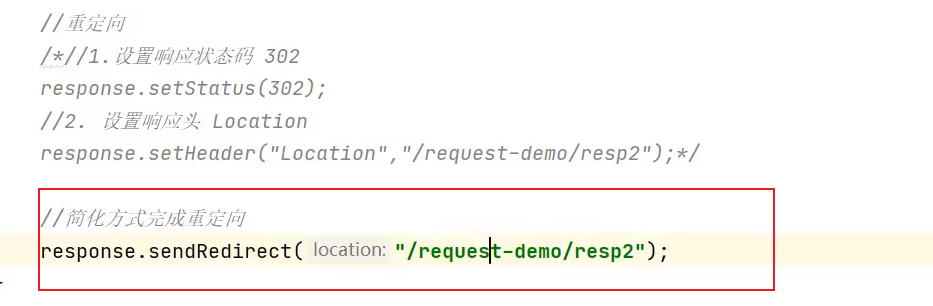 //重定向
/*//1.设置响应状态码 302
response.setStatus(302);
//2. 设置响应头 Location
response.setHeader("Location","/request-demo/resp2");*/
//简化方式完成重定向
response.sendRedirect( location: "/request-demo/resp2");